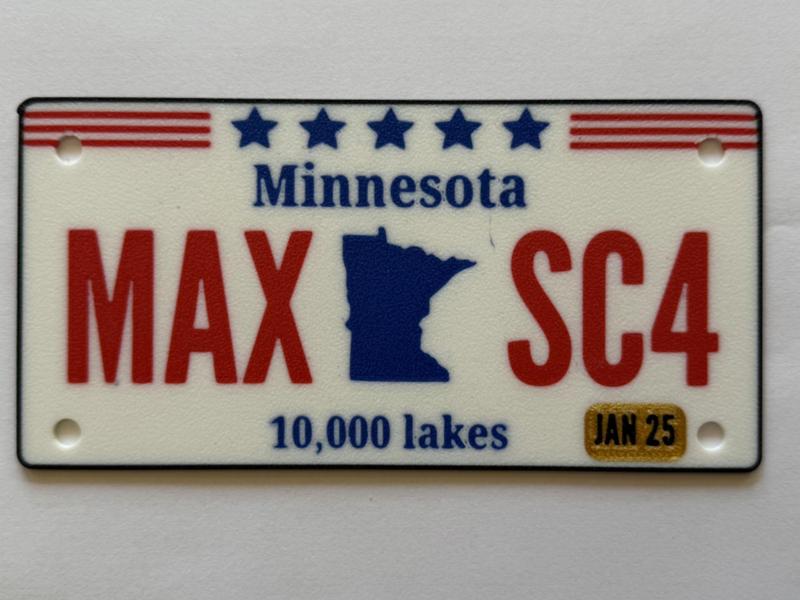 Minnesota
MAX SC4
10,000 lakes
JAN 25